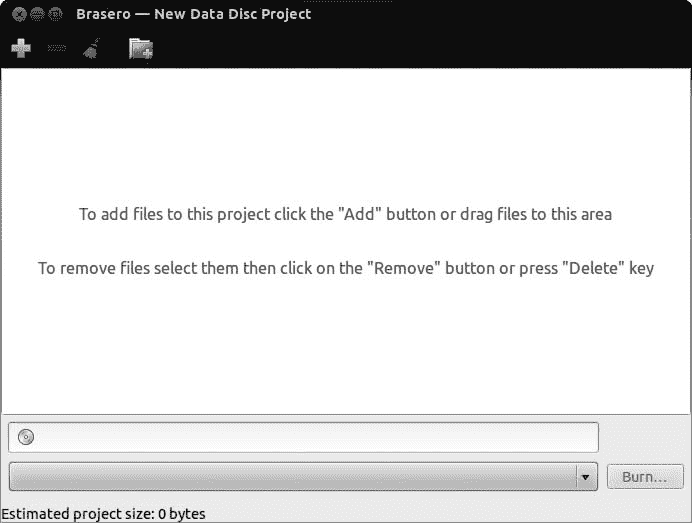 Brasero — New Data Disc Project
To add files to this project click the "Add" button or drag files to this area
To remove files select them then click on the "Remove" button or press "Delete" key
Burn...
Estimated project size: 0 bytes